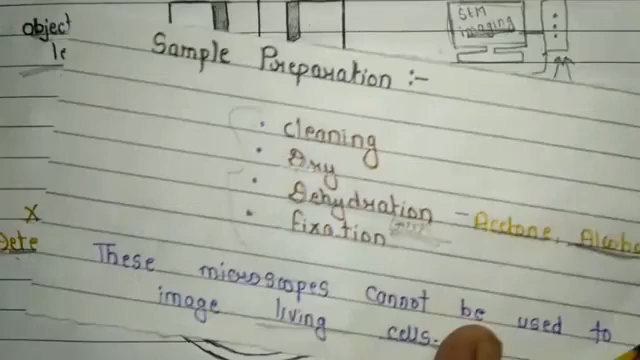 object
SEM
imaging
le
Sample Preparation :-
• Cleaning
• Dry
• Dehydration - Acetone, Alcoho
• Fixation
X
Dete
These microscopes cannot be used to
image living cells.